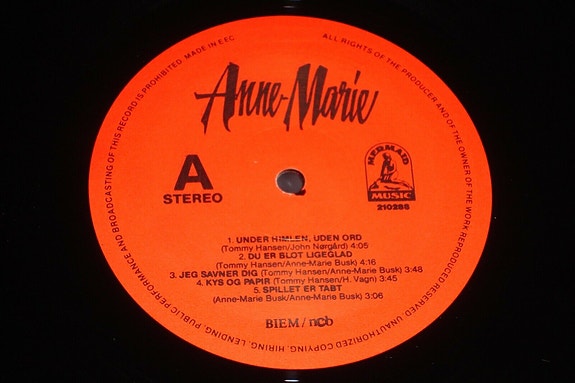 ALL RIGHTS OF THE PRODUCER AND OF THE OWNER OF THE WORK REPRODUCED RESERVED. UNAUTHORIZED COPYING, HIRING, LENDING, PUBLIC PERFORMANCE AND BROADCASTING OF THIS RECORD IS PROHIBITED. MADE IN EEC
Anne-Marie
A
STEREO
MERMAID
MUSIC
210286
1. UNDER HIMLEN, UDEN ORD
(Tommy Hansen/John Nørgård) 4:05
2. DU ER BLOT LIGEGLAD
(Tommy Hansen/Anne-Marie Busk) 4:16
3. JEG SAVNER DIG (Tommy Hansen/Anne-Marie Busk) 3:48
4. KYS OG PAPIR (Tommy Hansen/H. Vagn) 3:45
5. SPILLET ER TABT
(Anne-Marie Busk/Anne-Marie Busk) 3:06
BIEM / ncb